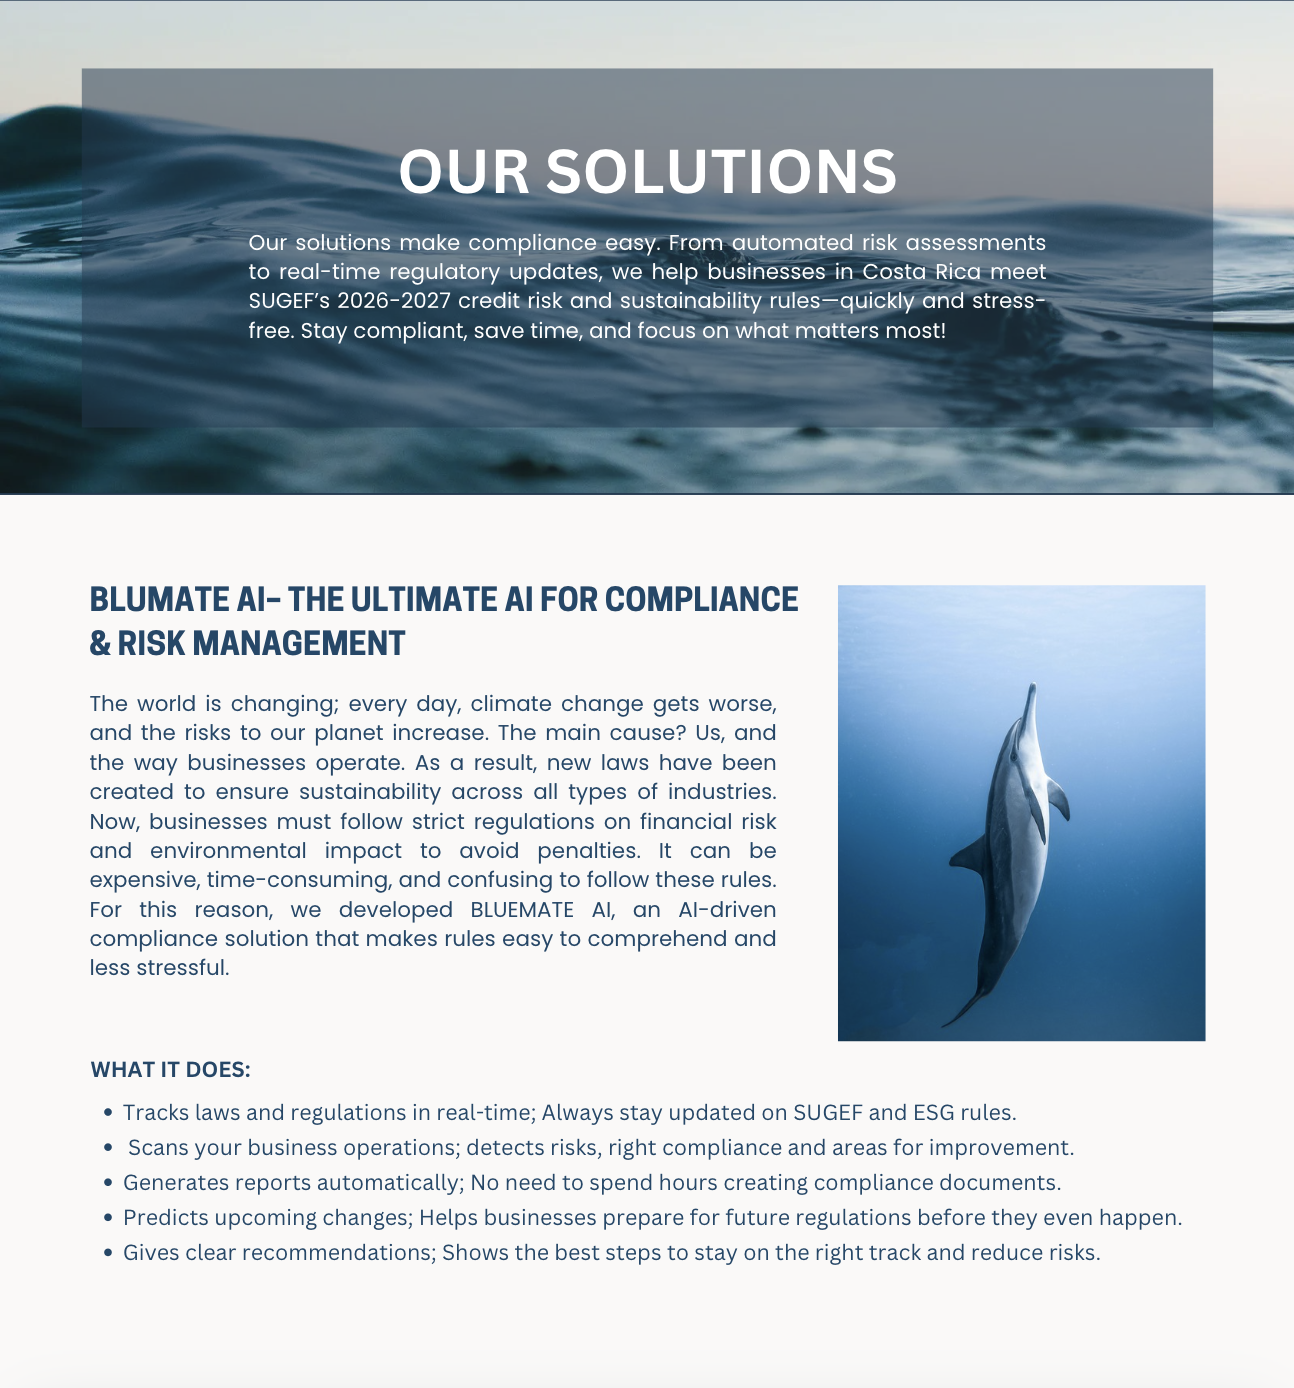 OUR SOLUTIONS
Our solutions make compliance easy. From automated risk assessments
to real-time regulatory updates, we help businesses in Costa Rica meet
SUGEF’s 2026-2027 credit risk and sustainability rules—quickly and stress-
free. Stay compliant, save time, and focus on what matters most!
BLUMATE AI– THE ULTIMATE AI FOR COMPLIANCE
& RISK MANAGEMENT
The world is changing; every day, climate change gets worse,
and the risks to our planet increase. The main cause? Us, and
the way businesses operate. As a result, new laws have been
created to ensure sustainability across all types of industries.
Now, businesses must follow strict regulations on financial risk
and environmental impact to avoid penalties. It can be
expensive, time-consuming, and confusing to follow these rules.
For this reason, we developed BLUEMATE AI, an AI-driven
compliance solution that makes rules easy to comprehend and
less stressful.
WHAT IT DOES:
• Tracks laws and regulations in real-time; Always stay updated on SUGEF and ESG rules.
• Scans your business operations; detects risks, right compliance and areas for improvement.
• Generates reports automatically; No need to spend hours creating compliance documents.
• Predicts upcoming changes; Helps businesses prepare for future regulations before they even happen.
• Gives clear recommendations; Shows the best steps to stay on the right track and reduce risks.